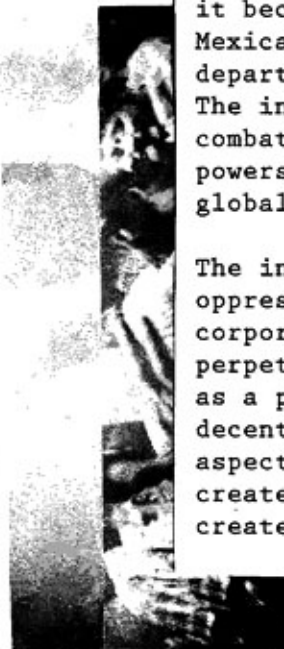 it bec
Mexica
depart
The in
combat
powers
global

The in
oppres
corpor
perpet
as a p
decent
aspect
create
create